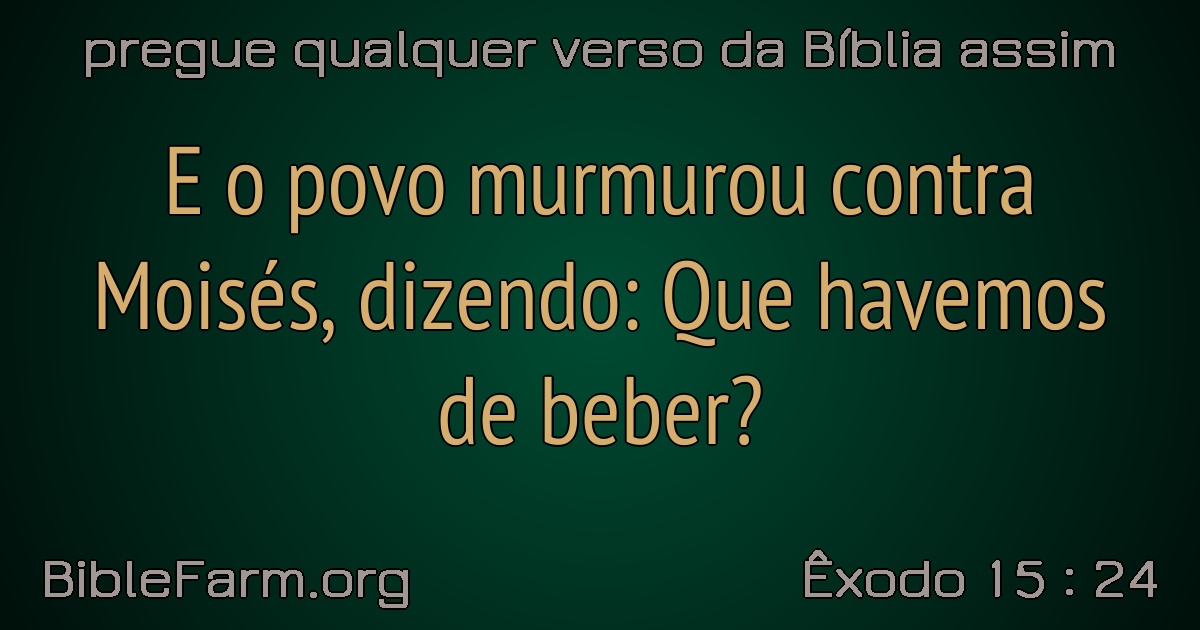 pregue qualquer verso da Bíblia assim
E o povo murmurou contra
Moisés, dizendo: Que havemos
de beber?
BibleFarm.org
Êxodo 15 : 24